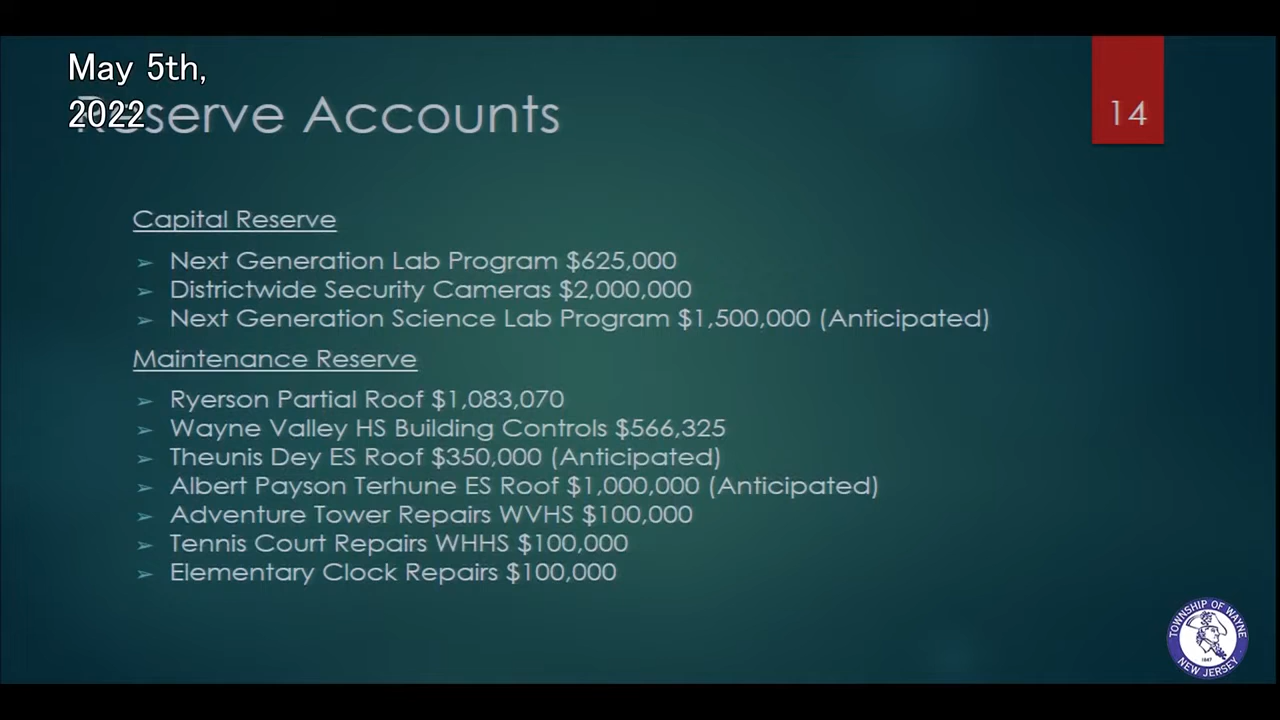 May 5th,
2022
Reserve Accounts
14
Capital Reserve
➢ Next Generation Lab Program $625,000
➢ Districtwide Security Cameras $2,000,000
➢ Next Generation Science Lab Program $1,500,000 (Anticipated)
Maintenance Reserve
➢ Ryerson Partial Roof $1,083,070
➢ Wayne Valley HS Building Controls $566,325
➢ Theunis Dey ES Roof $350,000 (Anticipated)
➢ Albert Payson Terhune ES Roof $1,000,000 (Anticipated)
➢ Adventure Tower Repairs WVHS $100,000
➢ Tennis Court Repairs WHHS $100,000
➢ Elementary Clock Repairs $100,000
TOWNSHIP OF WAYNE
1847
NEW JERSEY